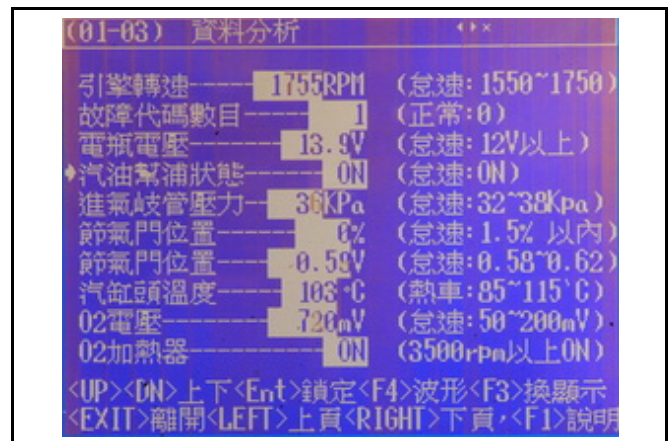 (01-03) 資料分析
引擎轉速-----1755RPM (怠速:1550~1750)
故障代碼數目----1 (正常:0)
電瓶電壓------13.9V (怠速:12V以上)
汽油幫浦狀態----ON (怠速:ON)
進氣岐管壓力--36KPa (怠速:32~38Kpa)
節氣門位置-----0% (怠速:1.5% 以內)
節氣門位置---0.59V (怠速:0.58~0.62)
汽缸頭溫度---103°C (熱車:85~115`C)
O2電壓-------720mV (怠速:50~200mV)
O2加熱器-------ON (3500rpm以上ON)
<UP><DN>上下<Ent>鎖定<F4>波形<F3>換顯示
<EXIT>離開<LEFT>上頁<RIGHT>下頁,<F1>說明